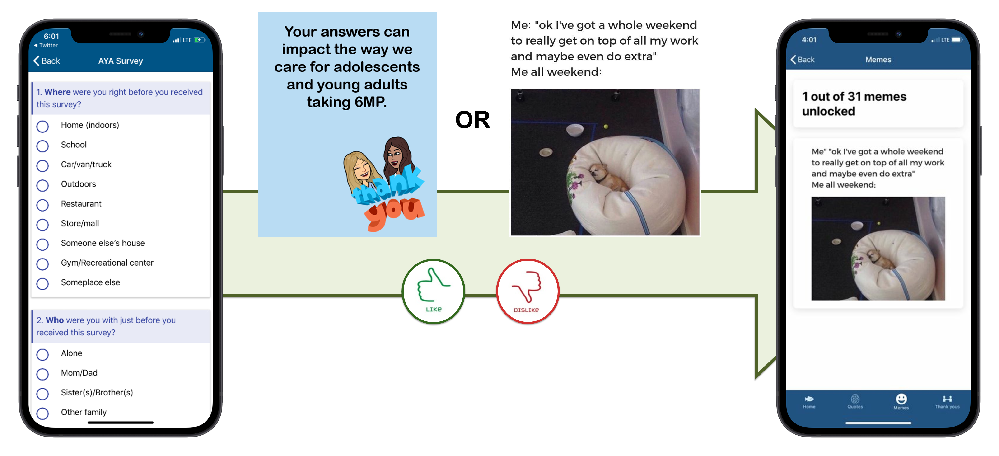 6:01
LTE
Twitter
Back
AYA Survey
1. Where were you right before you received
this survey?
Home (indoors)
School
Car/van/truck
Outdoors
Restaurant
Store/mall
Someone else's house
Gym/Recreational center
Someplace else
2. Who were you with just before you
received this survey?
Alone
Mom/Dad
Sister(s)/Brother(s)
Other family
Your answers can
impact the way we
care for adolescents
and young adults
taking 6MP.
thank
you
OR
Me: "ok I've got a whole weekend
to really get on top of all my work
and maybe even do extra"
Me all weekend:
LIKE
DISLIKE
4:01
LTE
Back
Memes
1 out of 31 memes
unlocked
Me" "ok I've got a whole weekend
to really get on top of all my work
and maybe even do extra"
Me all weekend:
Home
Quotes
Memes
Thank yous